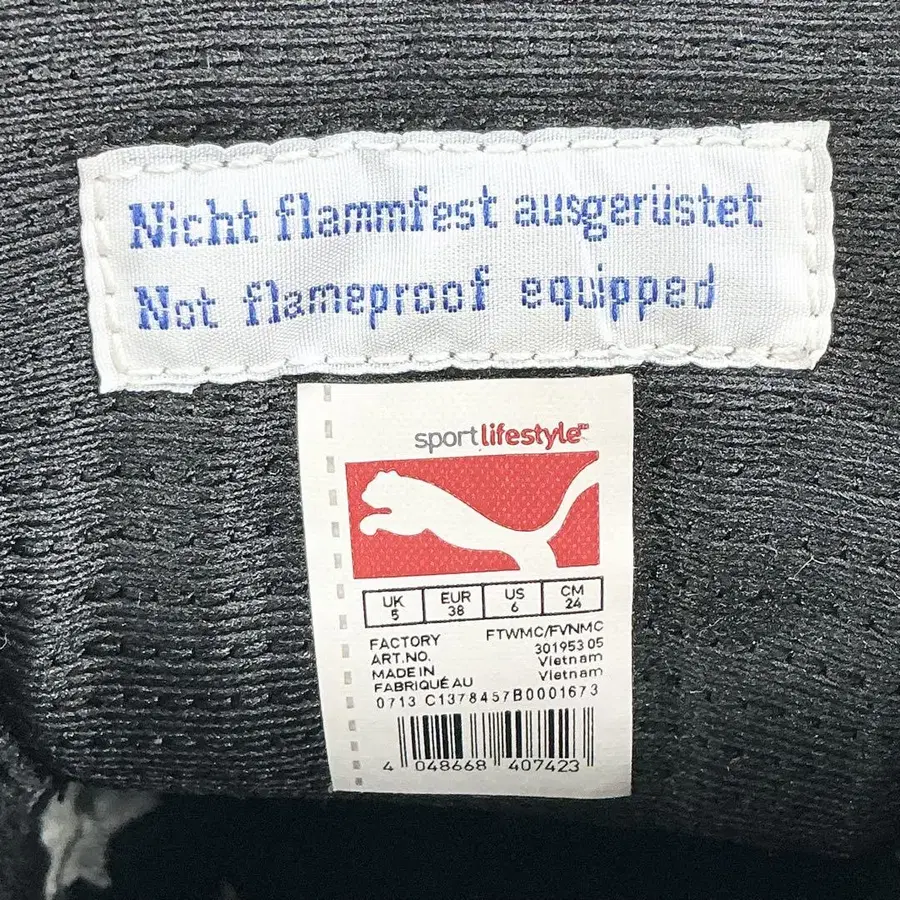 Nicht flammfest ausgerüstet
Not flameproof equipped
sportlifestyle™
UK EUR US CM
5 38 6 24
FACTORY FTWMC/FVNMC
ART.NO. 301953 05
MADE IN Vietnam
FABRIQUÉ AU Vietnam
0713 C1378457B0001673
4 048668 407423